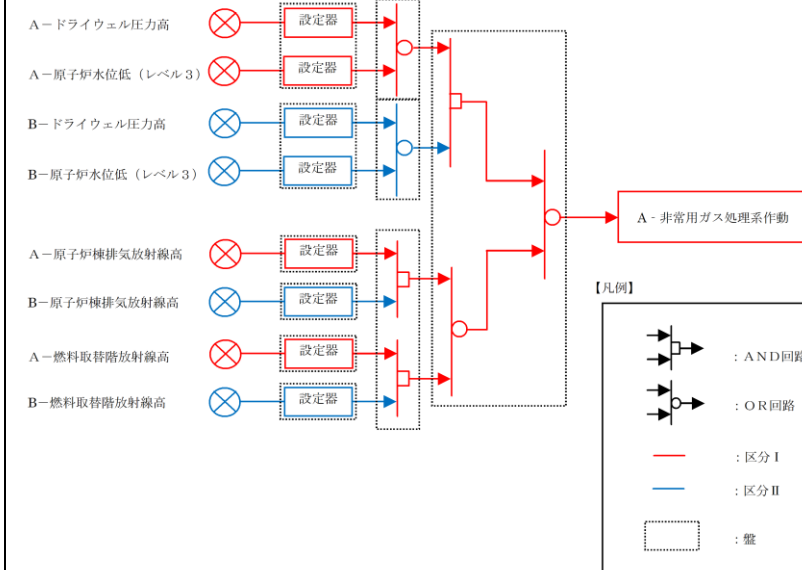 A－ドライウェル圧力高
設定器
A－原子炉水位低（レベル３）
設定器
B－ドライウェル圧力高
設定器
B－原子炉水位低（レベル３）
設定器
A - 非常用ガス処理系作動
A－原子炉棟排気放射線高
設定器
B－原子炉棟排気放射線高
設定器
A－燃料取替階放射線高
設定器
B－燃料取替階放射線高
設定器
【凡例】
：ＡＮＤ回路
：ＯＲ回路
：区分Ⅰ
：区分Ⅱ
：盤